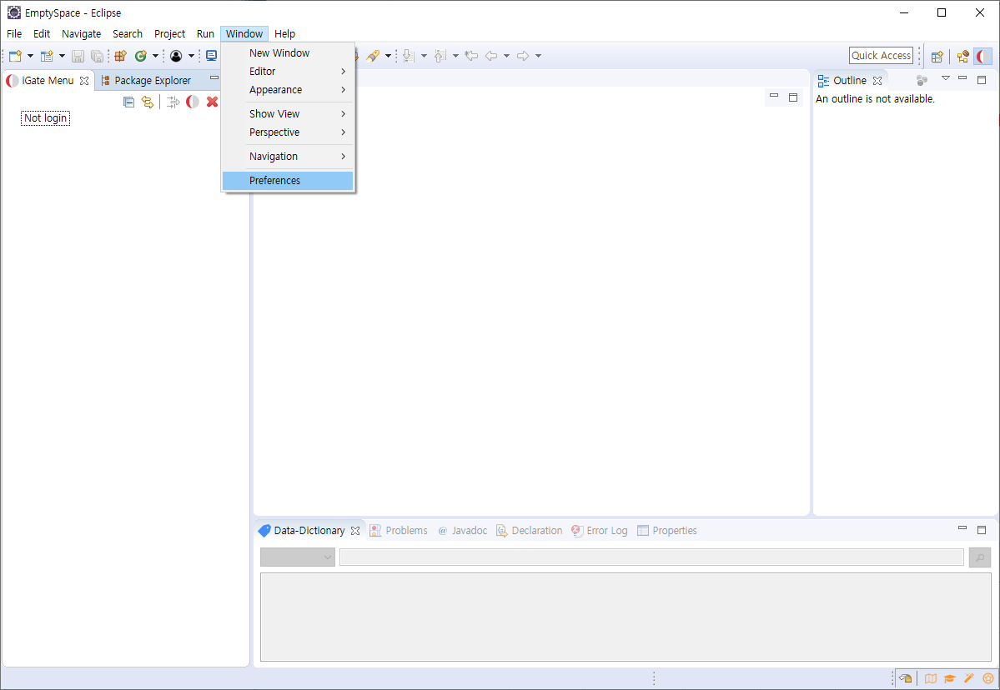 EmptySpace - Eclipse
File Edit Navigate Search Project Run Window Help
Quick Access
iGate Menu
Package Explorer
Not login
New Window
Editor
Appearance
Show View
Perspective
Navigation
Preferences
Outline
An outline is not available.
Data-Dictionary
Problems
@ Javadoc
Declaration
Error Log
Properties